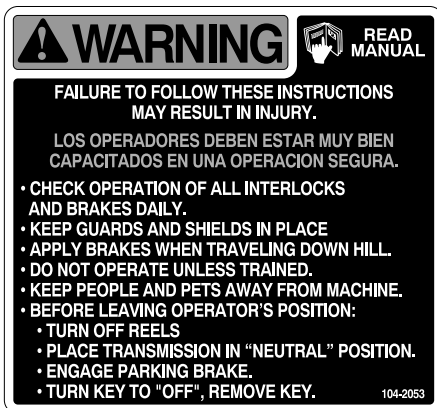 WARNING
READ
MANUAL
FAILURE TO FOLLOW THESE INSTRUCTIONS
MAY RESULT IN INJURY.
LOS OPERADORES DEBEN ESTAR MUY BIEN
CAPACITADOS EN UNA OPERACION SEGURA.
• CHECK OPERATION OF ALL INTERLOCKS
AND BRAKES DAILY.
• KEEP GUARDS AND SHIELDS IN PLACE
• APPLY BRAKES WHEN TRAVELING DOWN HILL.
• DO NOT OPERATE UNLESS TRAINED.
• KEEP PEOPLE AND PETS AWAY FROM MACHINE.
• BEFORE LEAVING OPERATOR'S POSITION:
• TURN OFF REELS
• PLACE TRANSMISSION IN “NEUTRAL” POSITION.
• ENGAGE PARKING BRAKE.
• TURN KEY TO "OFF", REMOVE KEY.
104-2053